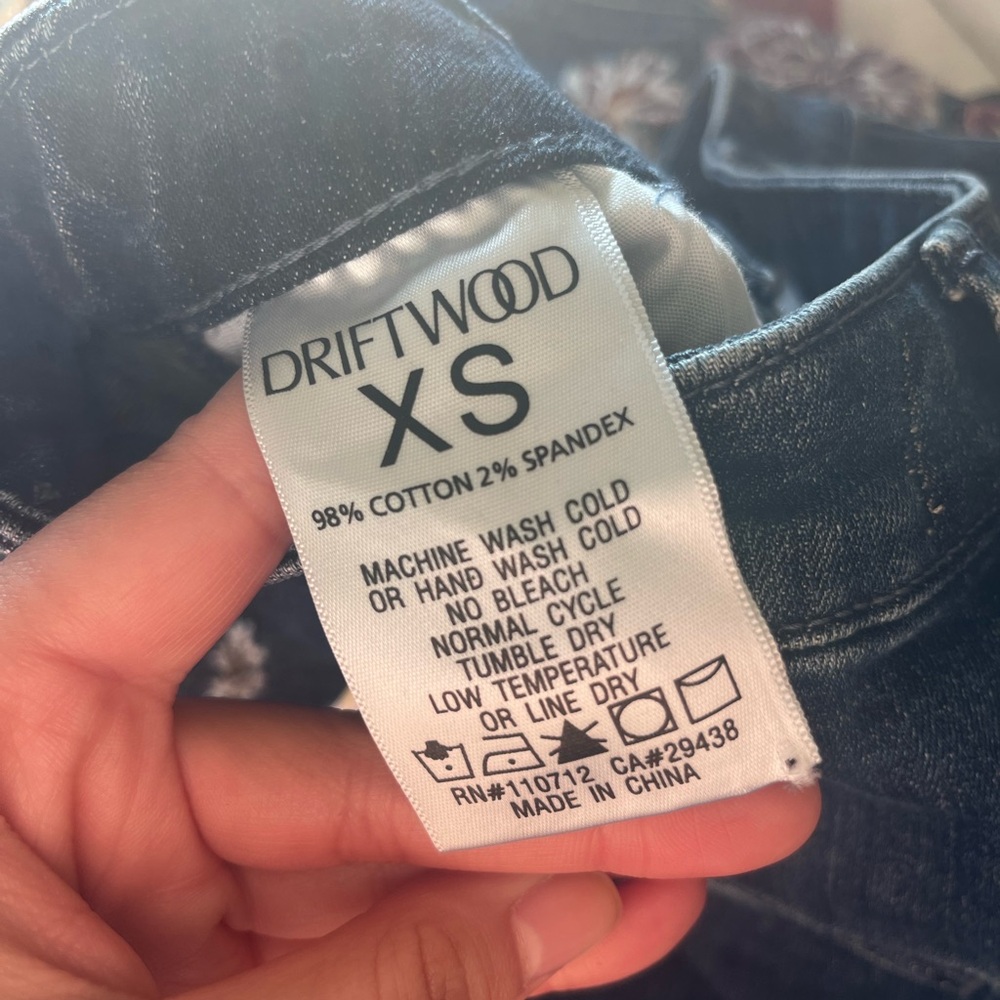 DRIFTWOOD
XS
98% COTTON 2% SPANDEX
MACHINE WASH COLD
OR HAND WASH COLD
NO BLEACH
NORMAL CYCLE
TUMBLE DRY
LOW TEMPERATURE
OR LINE DRY
RN#110712 CA#29438
MADE IN CHINA